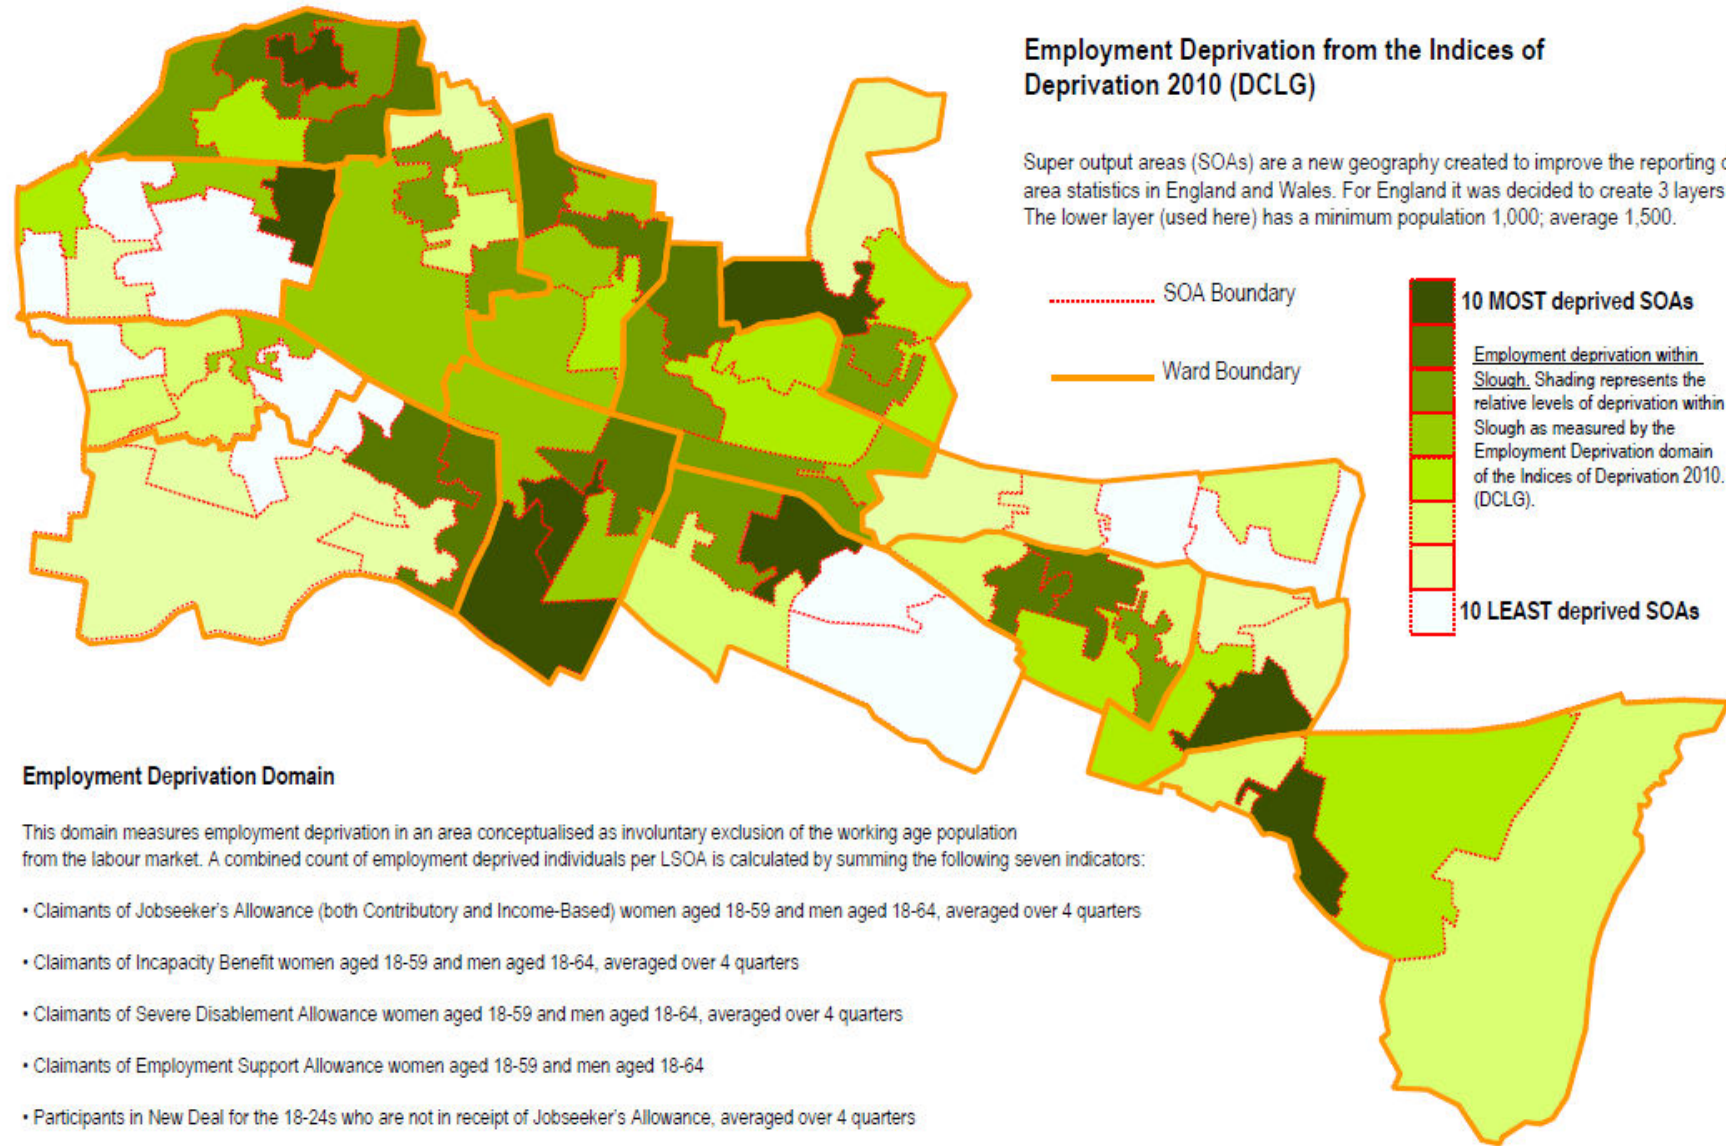 Employment Deprivation from the Indices of
Deprivation 2010 (DCLG)
Super output areas (SOAs) are a new geography created to improve the reporting
area statistics in England and Wales. For England it was decided to create 3 layers
The lower layer (used here) has a minimum population 1,000; average 1,500.
SOA Boundary
Ward Boundary
10 MOST deprived SOAs
Employment deprivation within
Slough. Shading represents the
relative levels of deprivation within
Slough as measured by the
Employment Deprivation domain
of the Indices of Deprivation 2010.
(DCLG).
10 LEAST deprived SOAs
Employment Deprivation Domain
This domain measures employment deprivation in an area conceptualised as involuntary exclusion of the working age population
from the labour market. A combined count of employment deprived individuals per LSOA is calculated by summing the following seven indicators:
• Claimants of Jobseeker's Allowance (both Contributory and Income-Based) women aged 18-59 and men aged 18-64, averaged over 4 quarters
• Claimants of Incapacity Benefit women aged 18-59 and men aged 18-64, averaged over 4 quarters
• Claimants of Severe Disablement Allowance women aged 18-59 and men aged 18-64, averaged over 4 quarters
• Claimants of Employment Support Allowance women aged 18-59 and men aged 18-64
• Participants in New Deal for the 18-24s who are not in receipt of Jobseeker's Allowance, averaged over 4 quarters